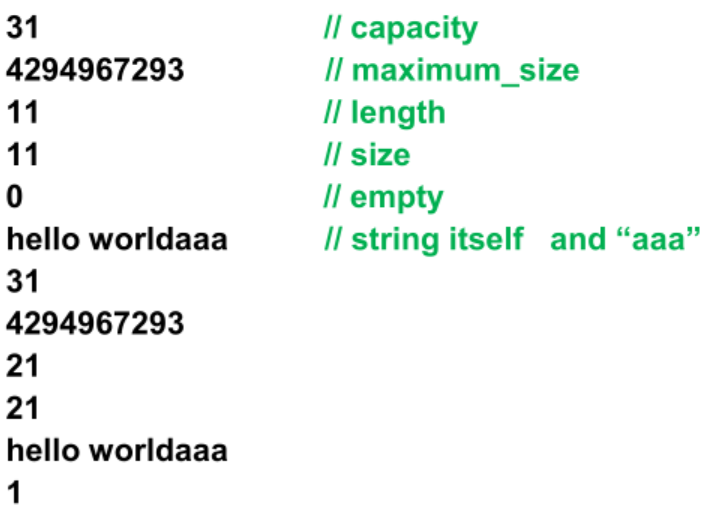 31 // capacity
4294967293 // maximum_size
11 // length
11 // size
0 // empty
hello worldaaa // string itself and “aaa”
31
4294967293
21
21
hello worldaaa
1